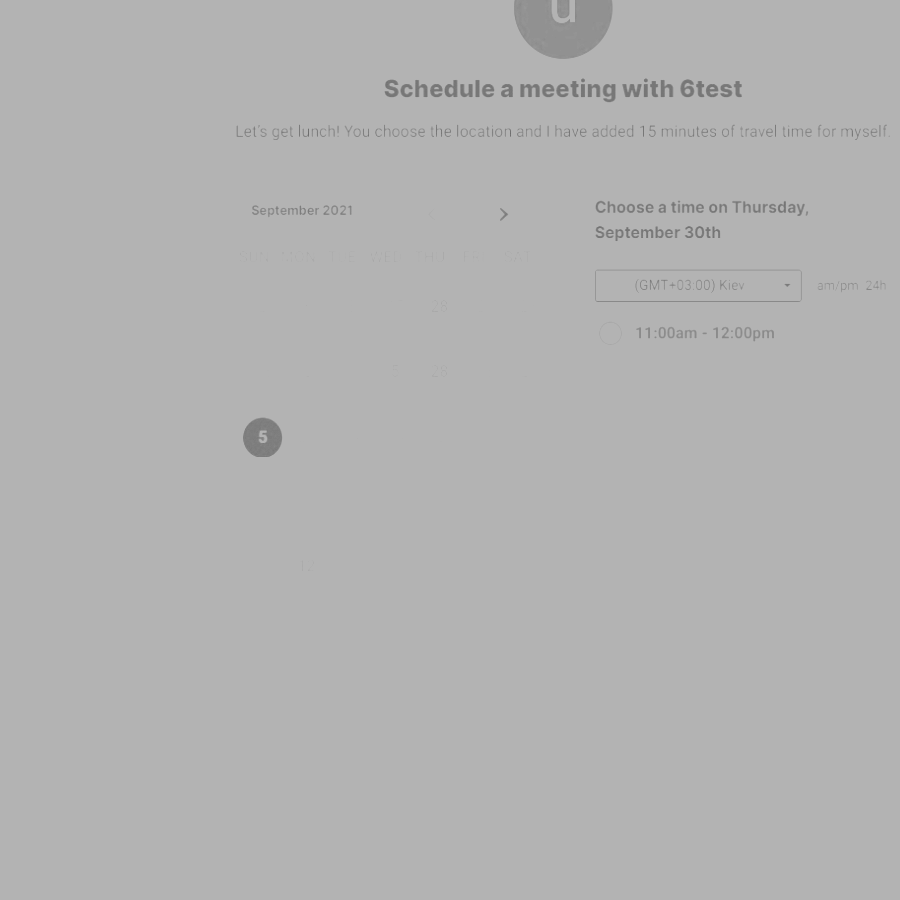 u
Schedule a meeting with 6test
Let's get lunch! You choose the location and I have added 15 minutes of travel time for myself.
September 2021
Choose a time on Thursday,
September 30th
(GMT+03:00) Kiev
am/pm 24h
28
11:00am - 12:00pm
28
5